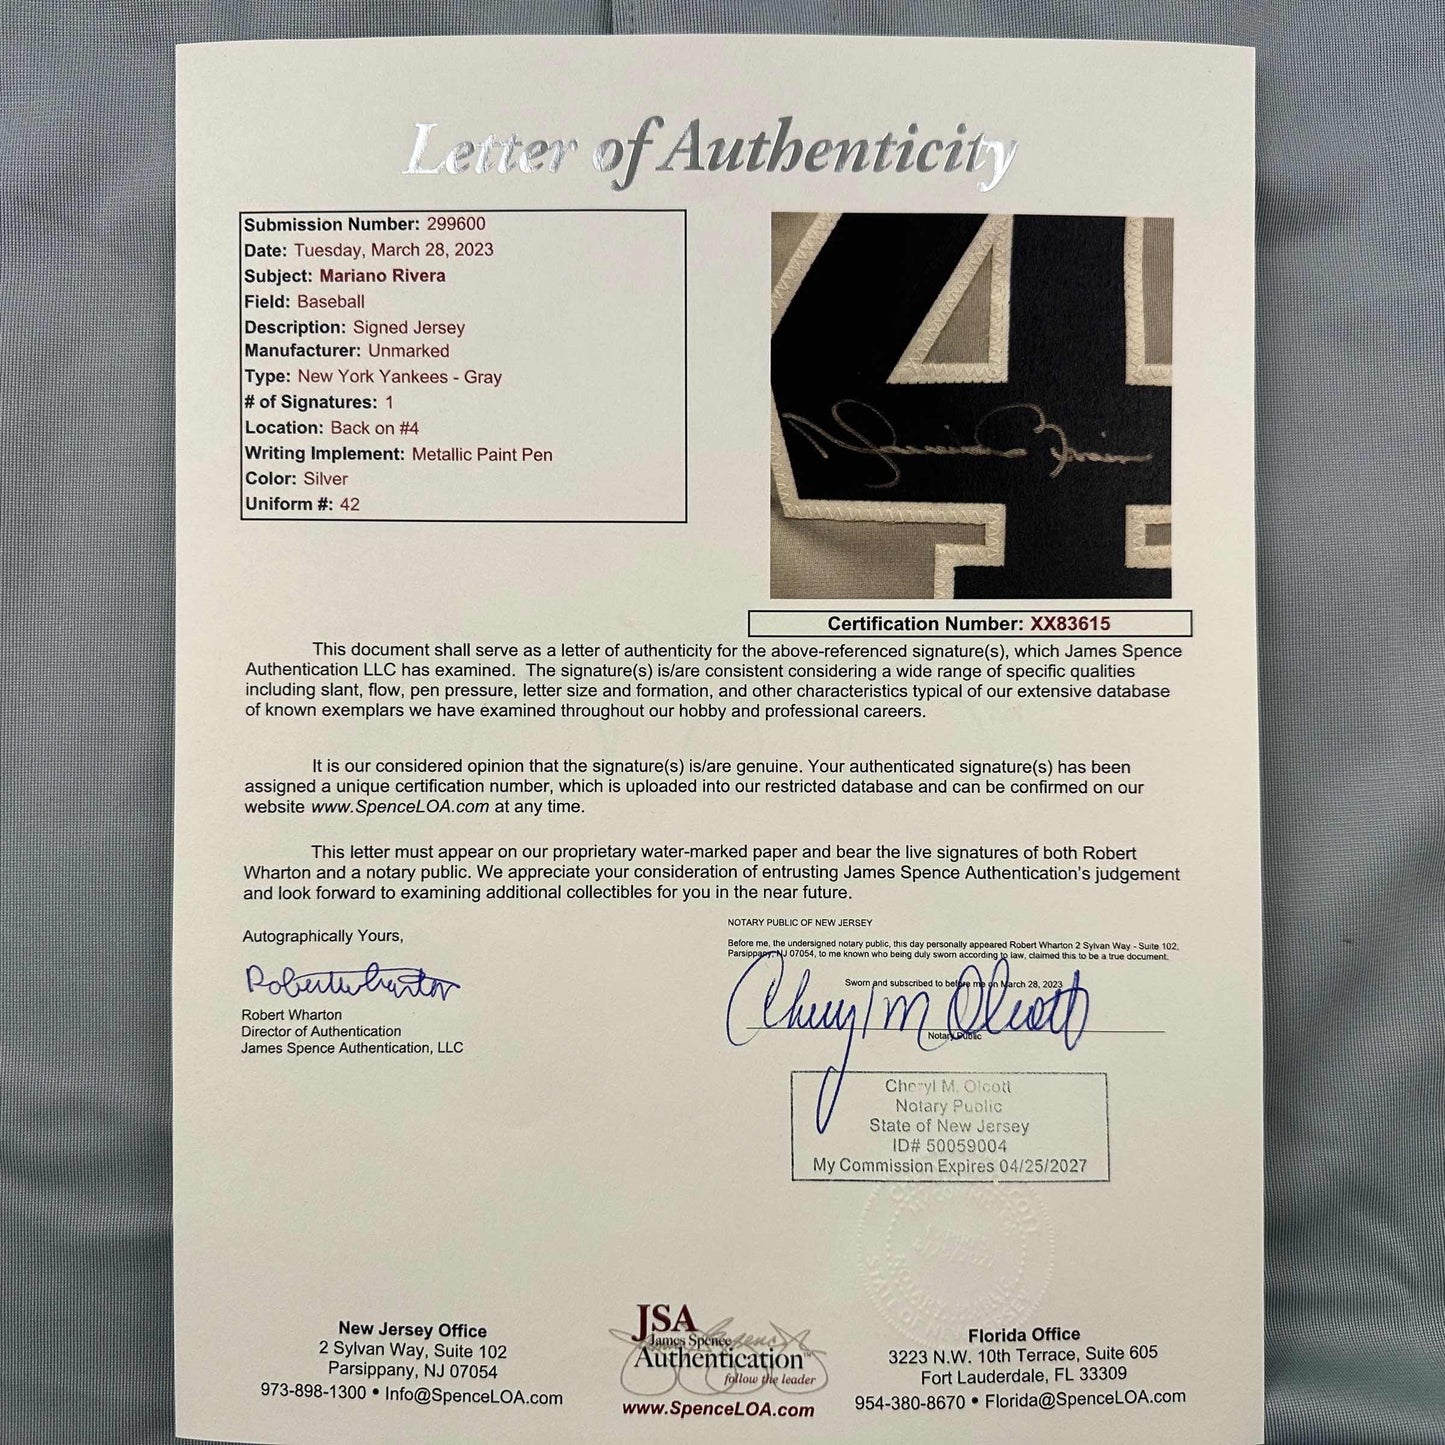 Letter of Authenticity
Submission Number: 299600
Date: Tuesday, March 28, 2023
Subject: Mariano Rivera
Field: Baseball
Description: Signed Jersey
Manufacturer: Unmarked
Type: New York Yankees - Gray
# of Signatures: 1
Location: Back on #4
Writing Implement: Metallic Paint Pen
Color: Silver
Uniform #: 42
Mariano Rivera
Certification Number: XX83615
This document shall serve as a letter of authenticity for the above-referenced signature(s), which James Spence
Authentication LLC has examined. The signature(s) is/are consistent considering a wide range of specific qualities
including slant, flow, pen pressure, letter size and formation, and other characteristics typical of our extensive database
of known exemplars we have examined throughout our hobby and professional careers.
It is our considered opinion that the signature(s) is/are genuine. Your authenticated signature(s) has been
assigned a unique certification number, which is uploaded into our restricted database and can be confirmed on our
website www.SpenceLOA.com at any time.
This letter must appear on our proprietary water-marked paper and bear the live signatures of both Robert
Wharton and a notary public. We appreciate your consideration of entrusting James Spence Authentication's judgement
and look forward to examining additional collectibles for you in the near future.
Autographically Yours,
Robert Wharton
Robert Wharton
Director of Authentication
James Spence Authentication, LLC
NOTARY PUBLIC OF NEW JERSEY
Before me, the undersigned notary public, this day personally appeared Robert Wharton 2 Sylvan Way - Suite 102,
Parsippany, NJ 07054, to me known who being duly sworn according to law, claimed this to be a true document.
Sworn and subscribed to before me on March 28, 2023
Cheryl M Olcott
Notary Public
Cheryl M. Olcott
Notary Public
State of New Jersey
ID# 50059004
My Commission Expires 04/25/2027
New Jersey Office
2 Sylvan Way, Suite 102
Parsippany, NJ 07054
973-898-1300 • Info@SpenceLOA.com
JSA
James Spence
Authentication™
follow the leader
www.SpenceLOA.com
Florida Office
3223 N.W. 10th Terrace, Suite 605
Fort Lauderdale, FL 33309
954-380-8670 • Florida@SpenceLOA.com